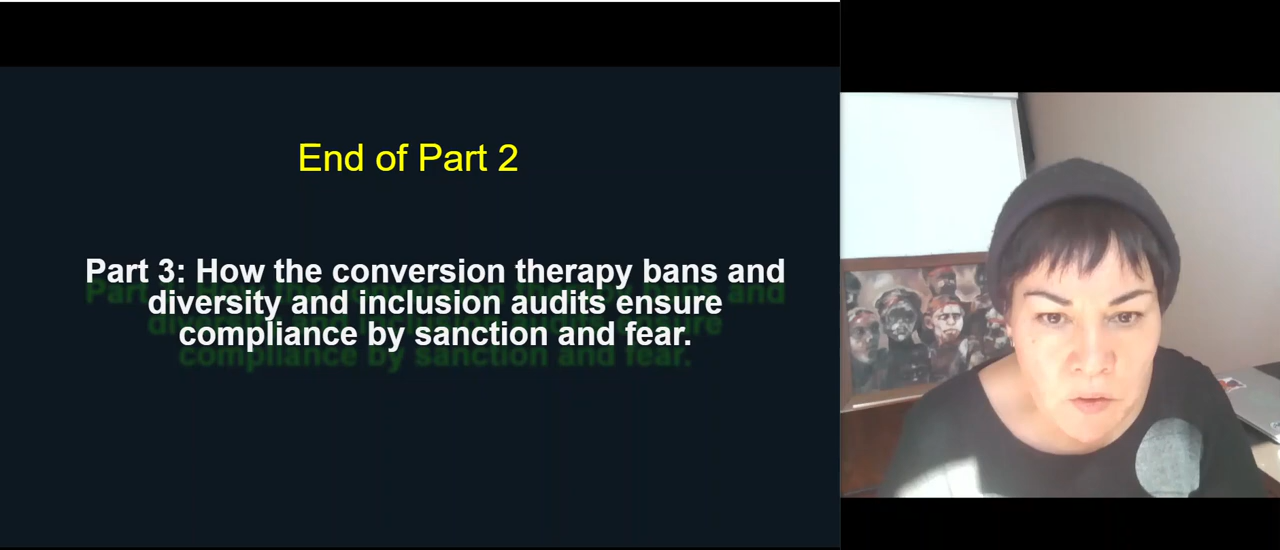 End of Part 2
Part 3: How the conversion therapy bans and
diversity and inclusion audits ensure
compliance by sanction and fear.